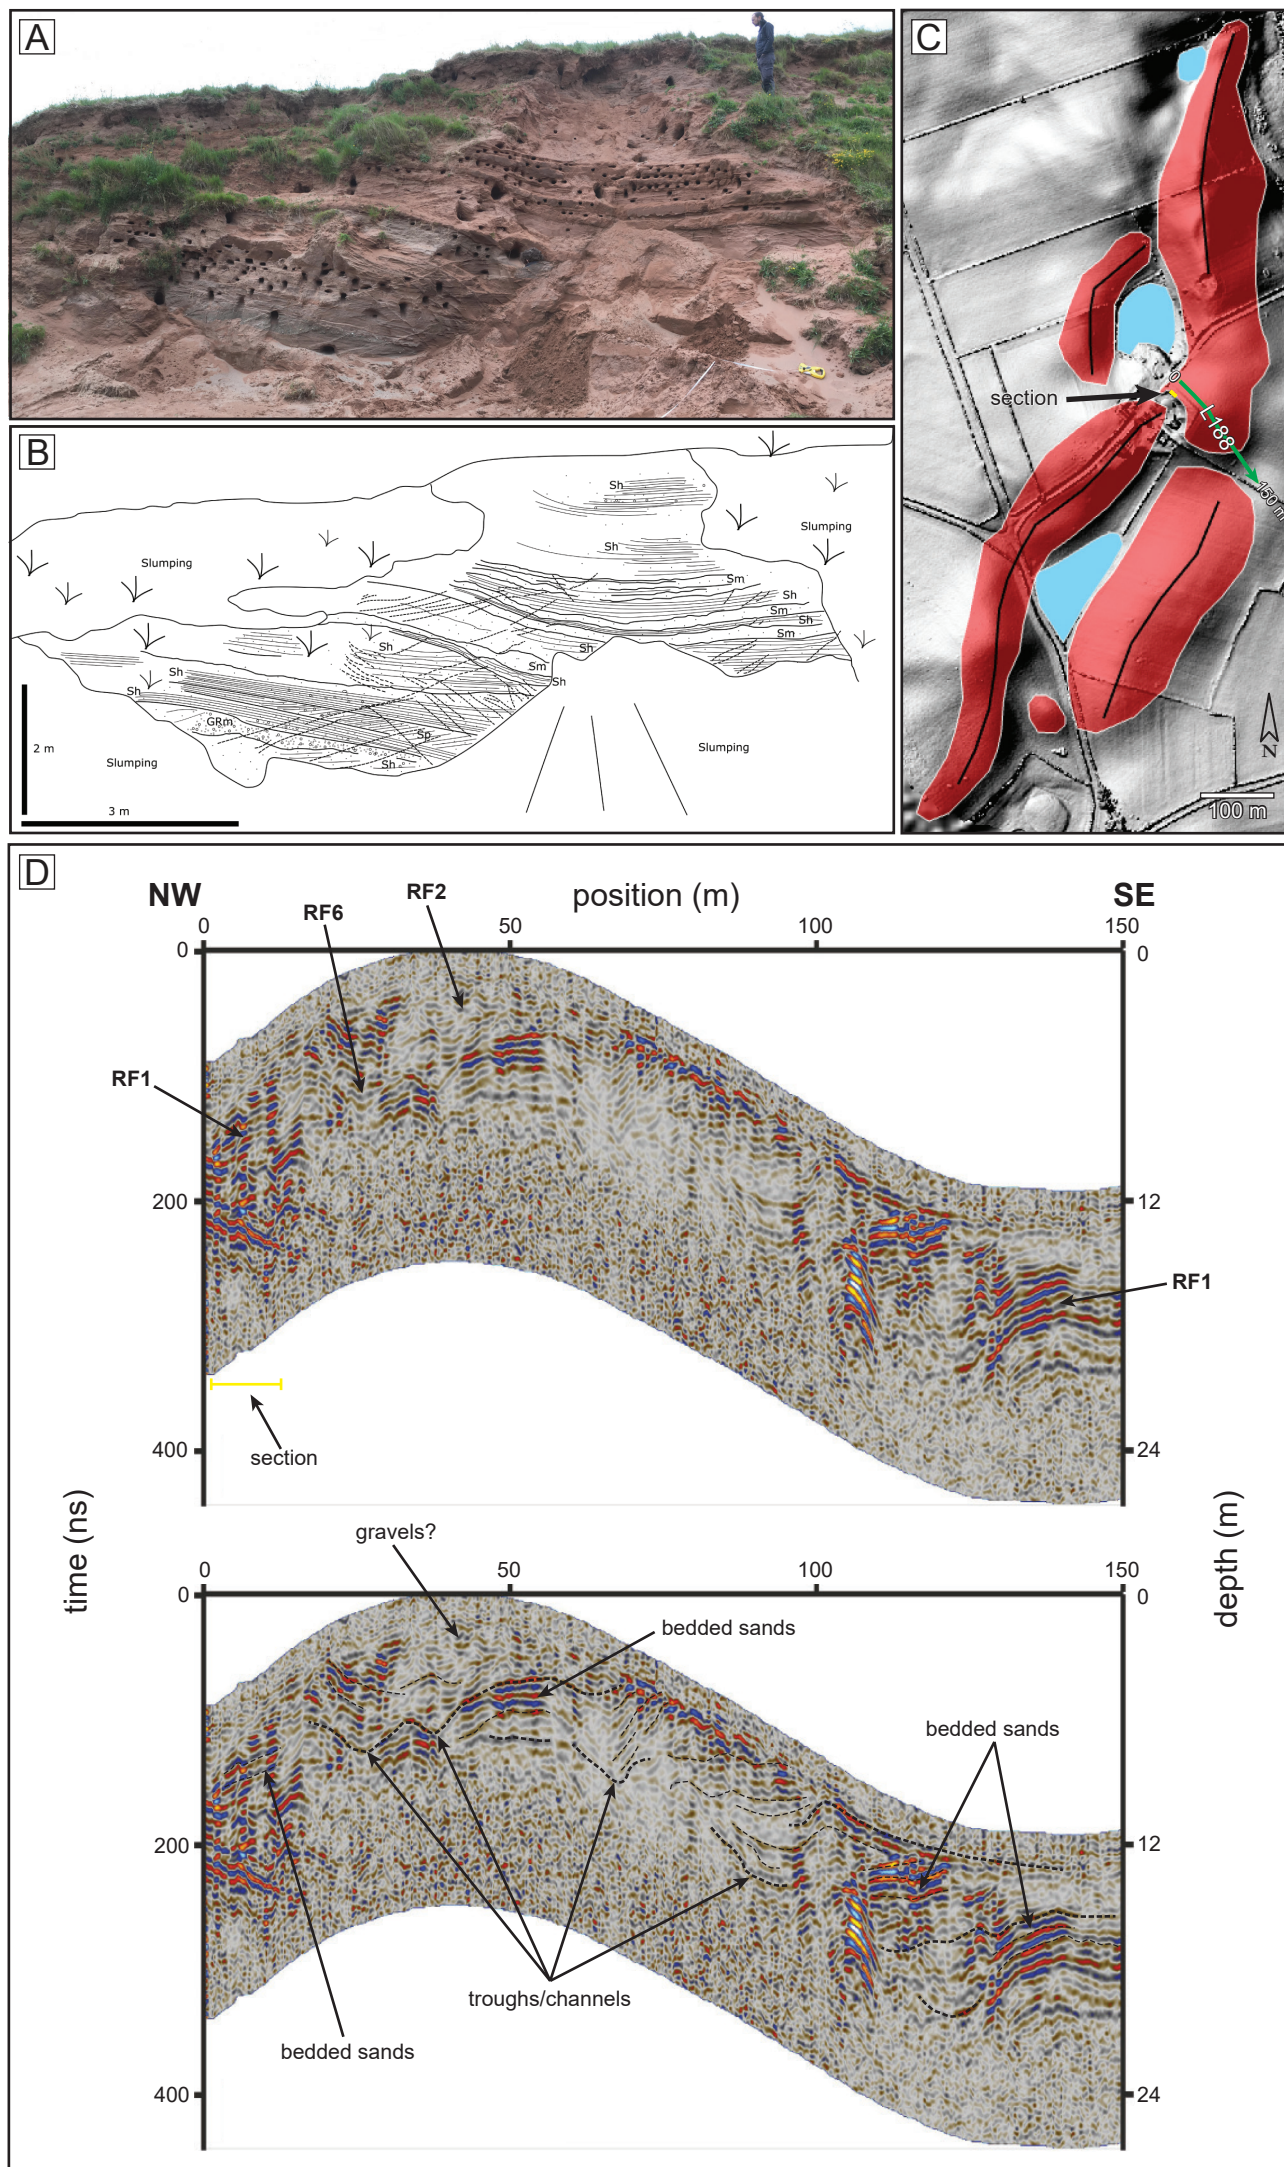 A
B
Sh
Slumping
Slumping
Sh
Sm
Sh
Sm
Sh
Sm
Sh
Sh
Sm
Sh
Sh
Sh
GRm
Sp
Sh
2 m
3 m
Slumping
Slumping
C
section
0
L188
150 m
N
100 m
D
NW
RF6
RF2
position (m)
SE
0
50
100
150
0
0
RF1
200
12
RF1
section
400
24
time (ns)
depth (m)
gravels?
0
50
100
150
0
0
bedded sands
bedded sands
200
12
troughs/channels
bedded sands
400
24